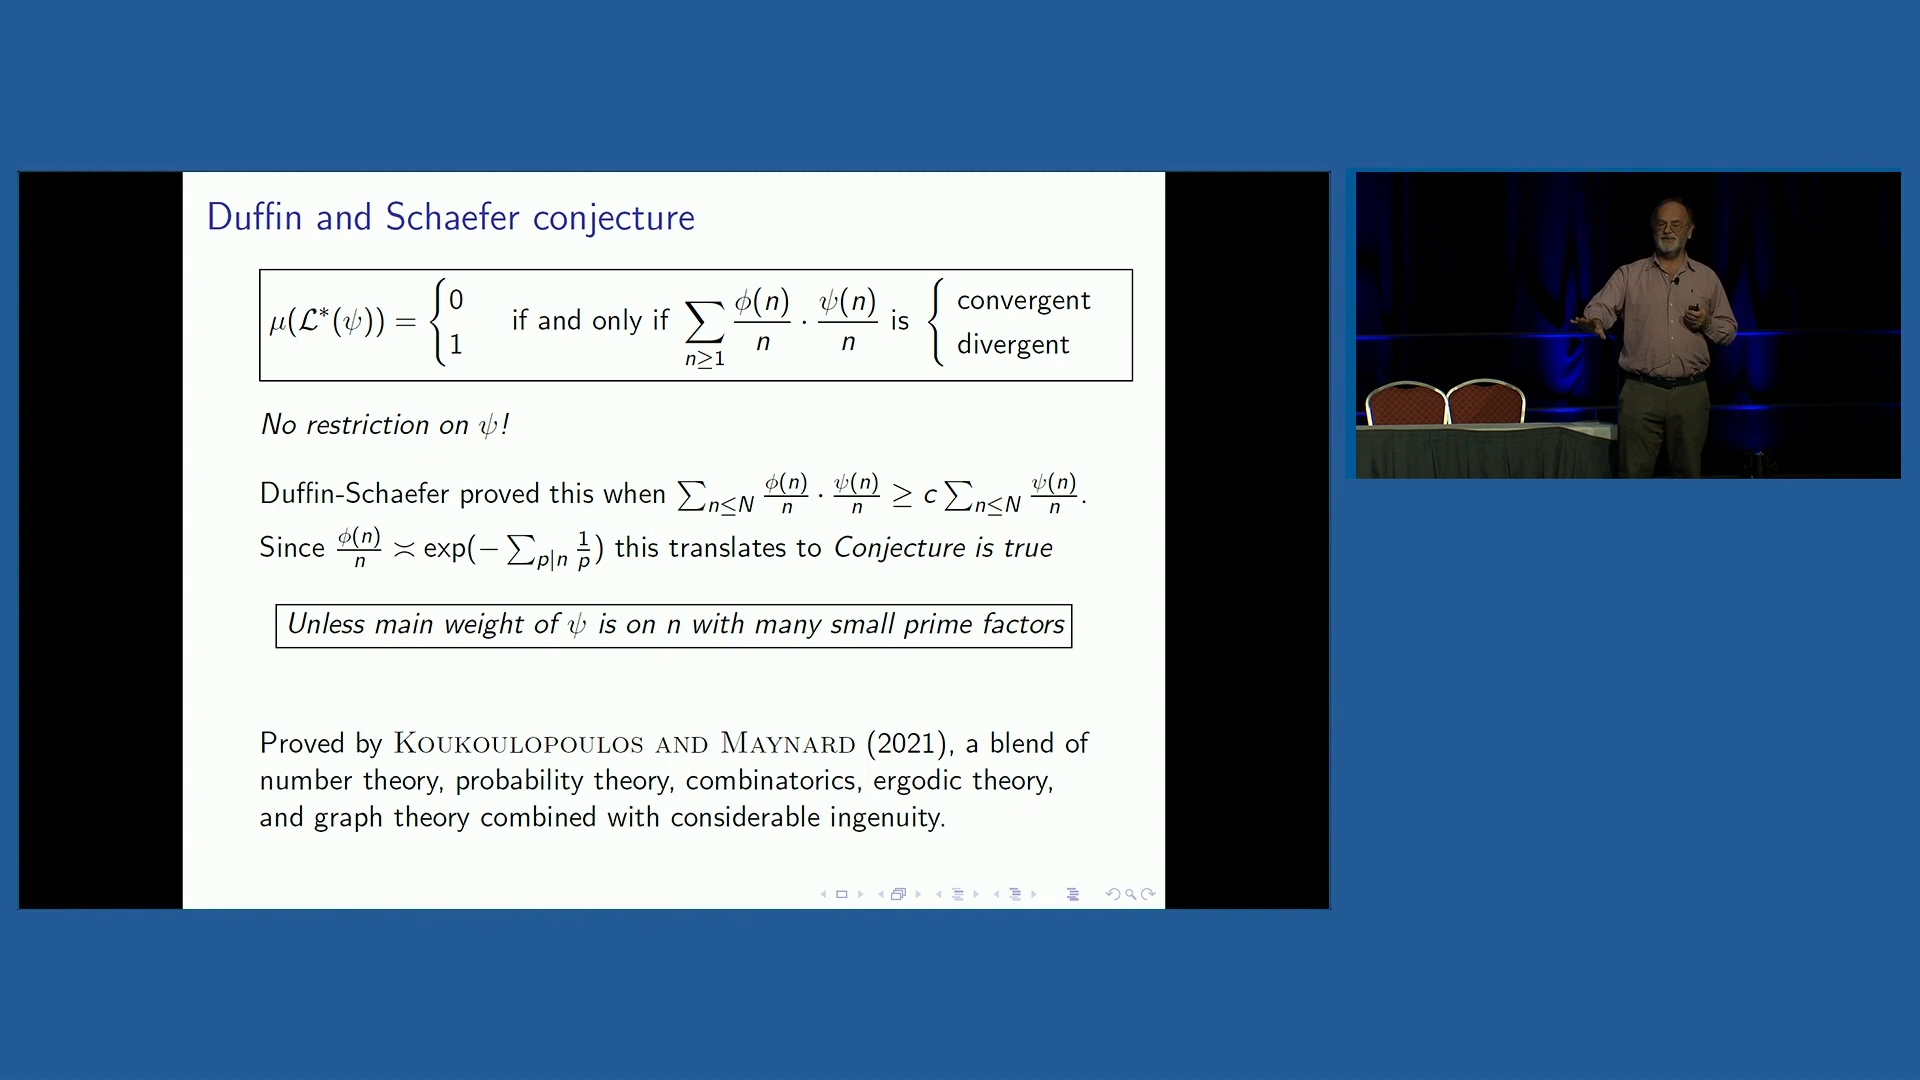 Duffin and Schaefer conjecture
μ(ℒ*(ψ)) = { 0 1 if and only if ∑_{n≥1} φ(n)/n · ψ(n)/n is { convergent divergent
No restriction on ψ!
Duffin-Schaefer proved this when ∑_{n≤N} φ(n)/n · ψ(n)/n ≥ c ∑_{n≤N} ψ(n)/n.
Since φ(n)/n ≍ exp(− ∑_{p|n} 1/p) this translates to Conjecture is true
Unless main weight of ψ is on n with many small prime factors
Proved by Koukoulopoulos and Maynard (2021), a blend of
number theory, probability theory, combinatorics, ergodic theory,
and graph theory combined with considerable ingenuity.